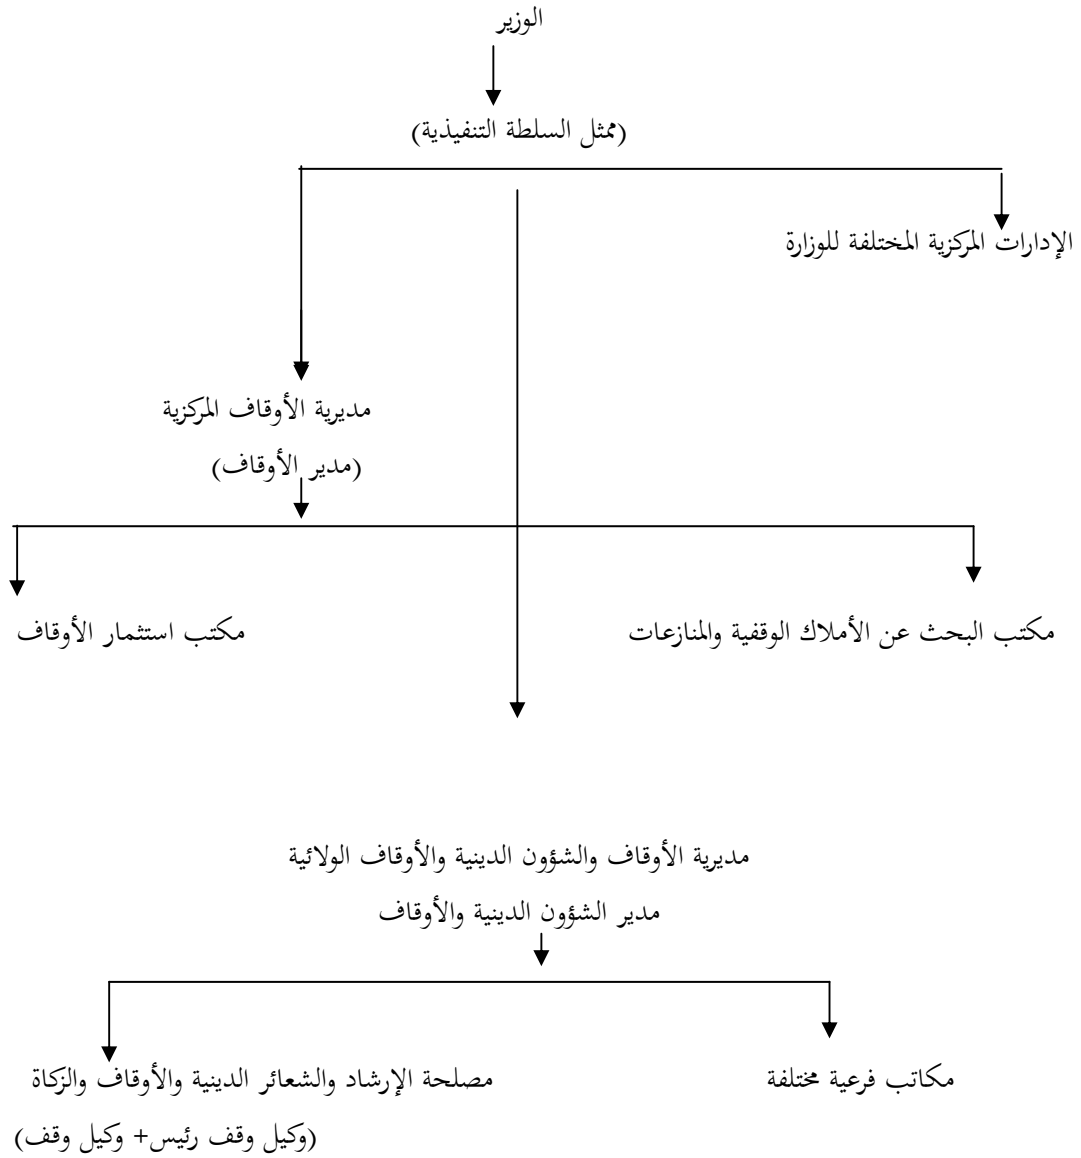 الوزير
(ممثل السلطة التنفيذية)
الإدارات المركزية المختلفة للوزارة
مديرية الأوقاف المركزية
(مدير الأوقاف)
مكتب البحث عن الأملاك الوقفية والمنازعات
مكتب استثمار الأوقاف
مديرية الأوقاف والشؤون الدينية والأوقاف الولائية
مدير الشؤون الدينية والأوقاف
مكاتب فرعية مختلفة
مصلحة الإرشاد والشعائر الدينية والأوقاف والزكاة
(وكيل وقف رئيس+ وكيل وقف)